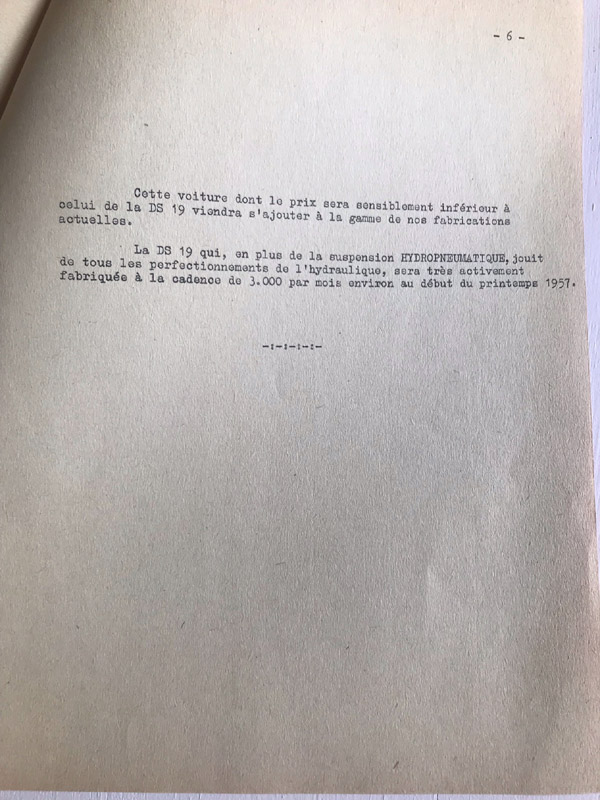 - 6 -
Cette voiture dont le prix sera sensiblement inférieur à
celui de la DS 19 viendra s'ajouter à la gamme de nos fabrications
actuelles.
La DS 19 qui, en plus de la suspension HYDROPNEUMATIQUE, jouit
de tous les perfectionnements de l'hydraulique, sera très activement
fabriquée à la cadence de 3.000 par mois environ au début du printemps 1957.
-:-:-:-:-